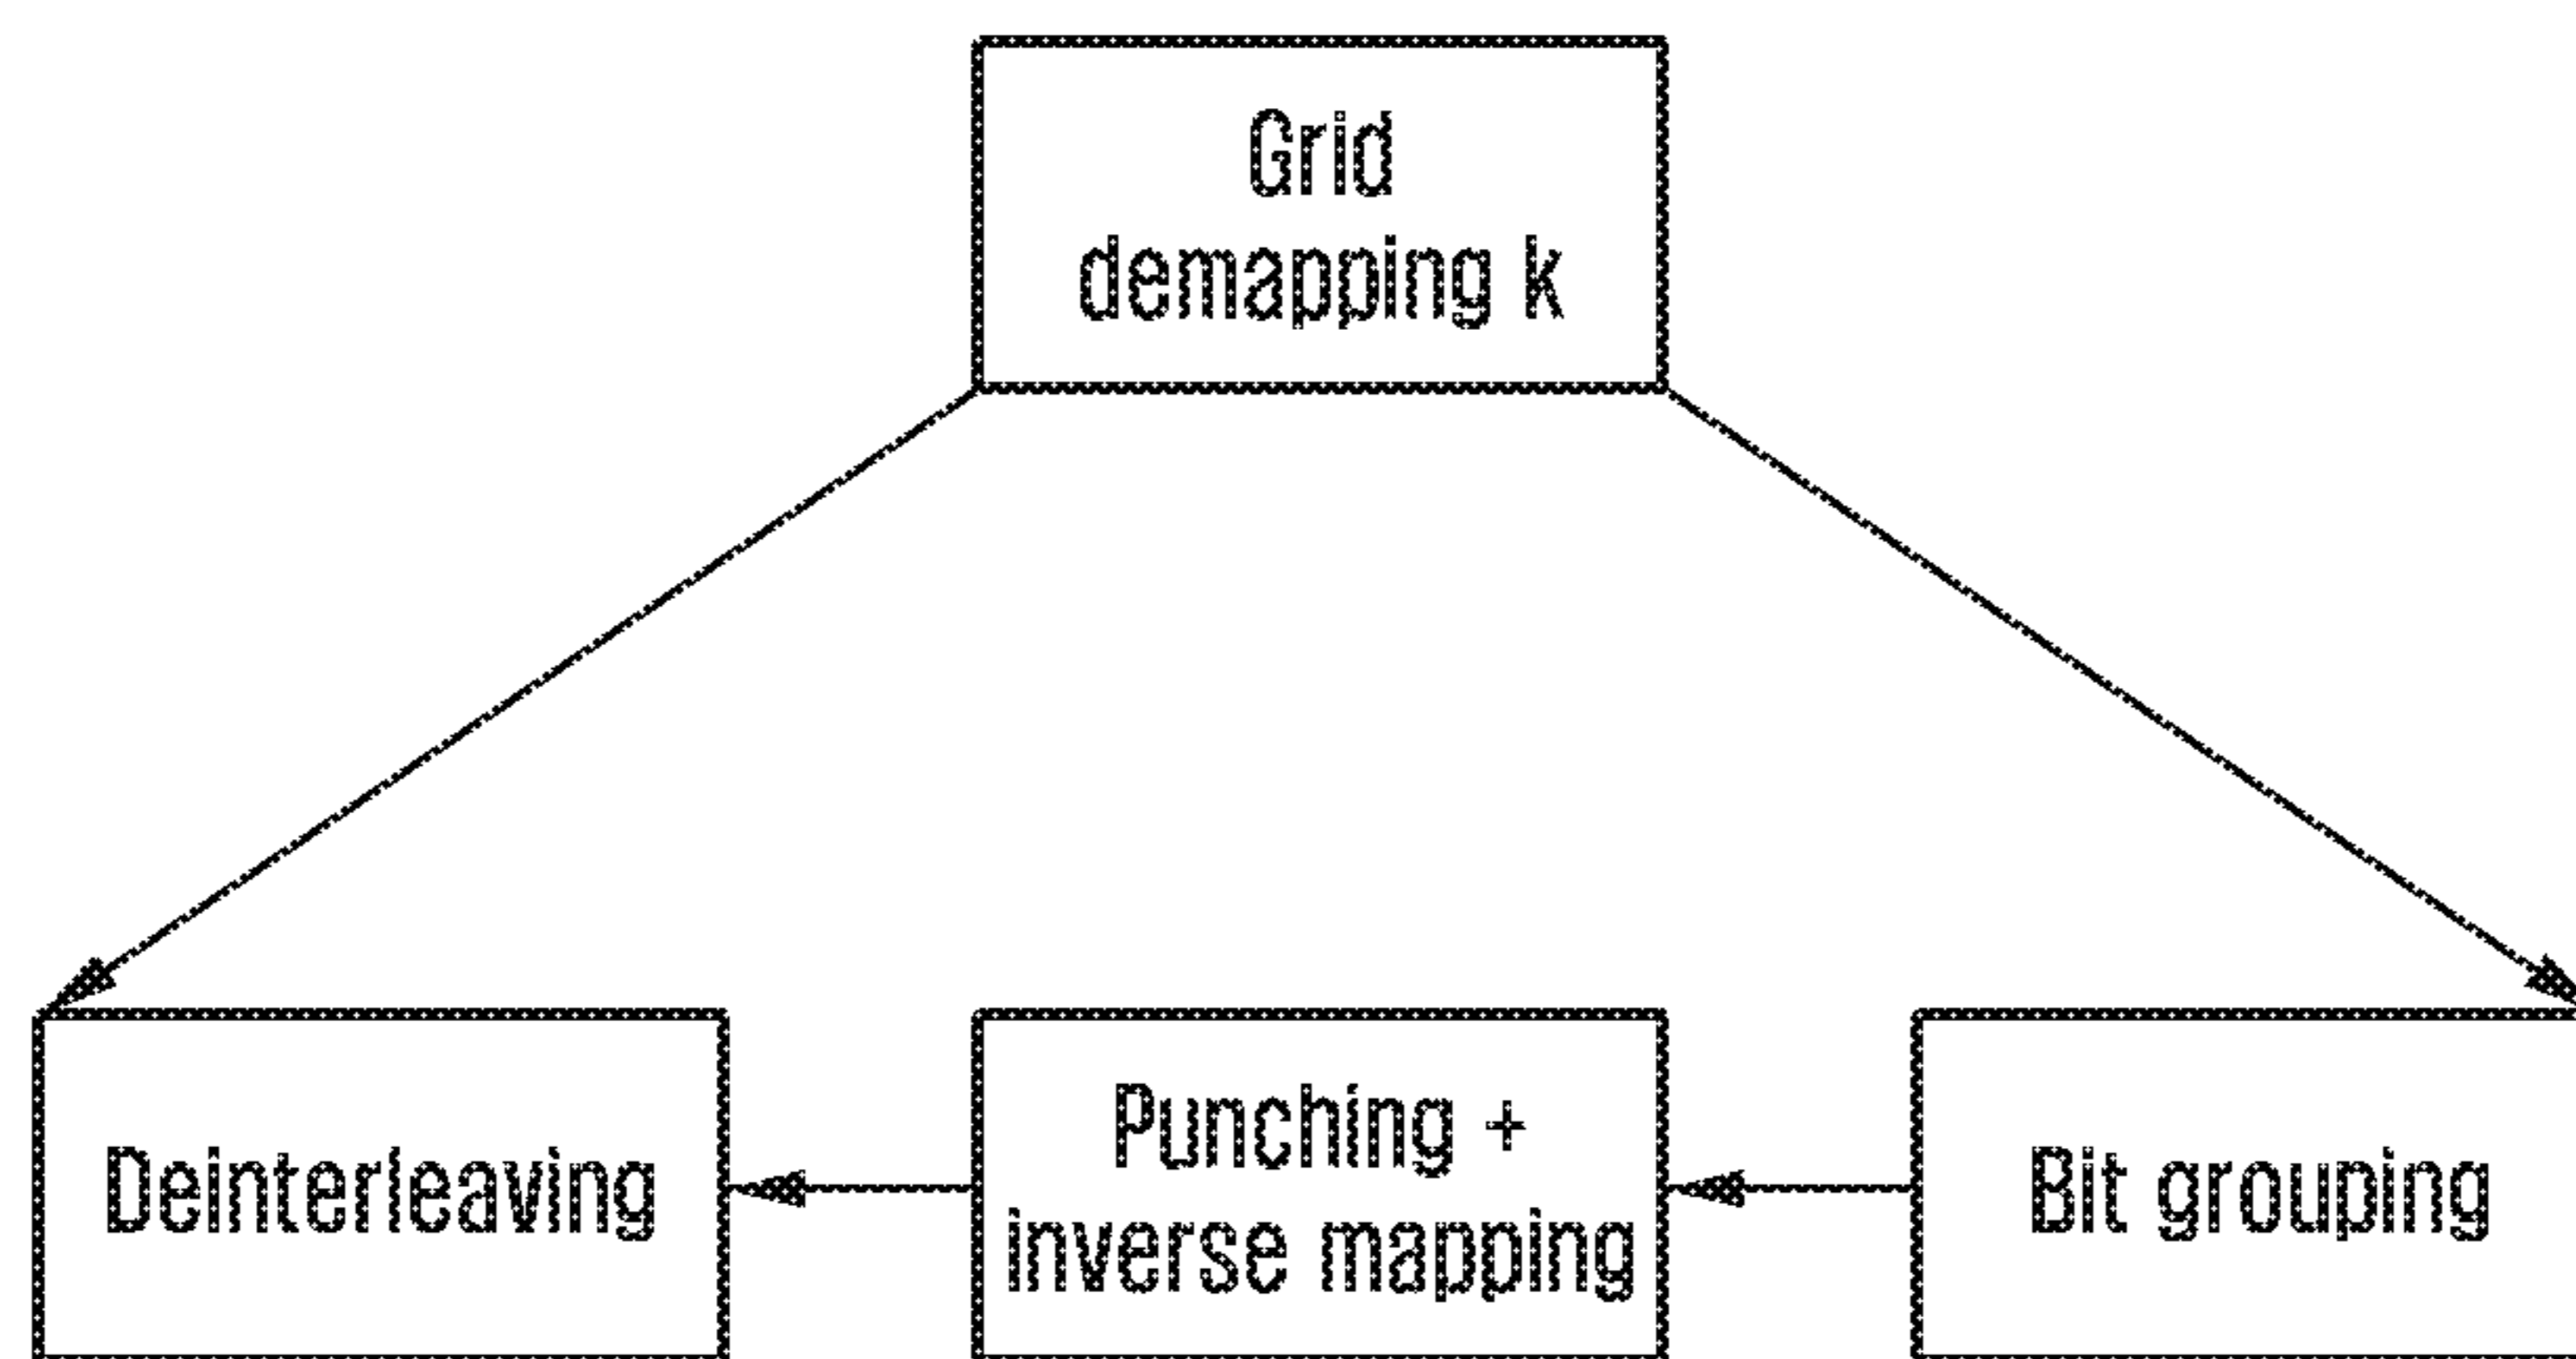 Grid
demapping k
Deinterleaving
Punching +
inverse mapping
Bit grouping